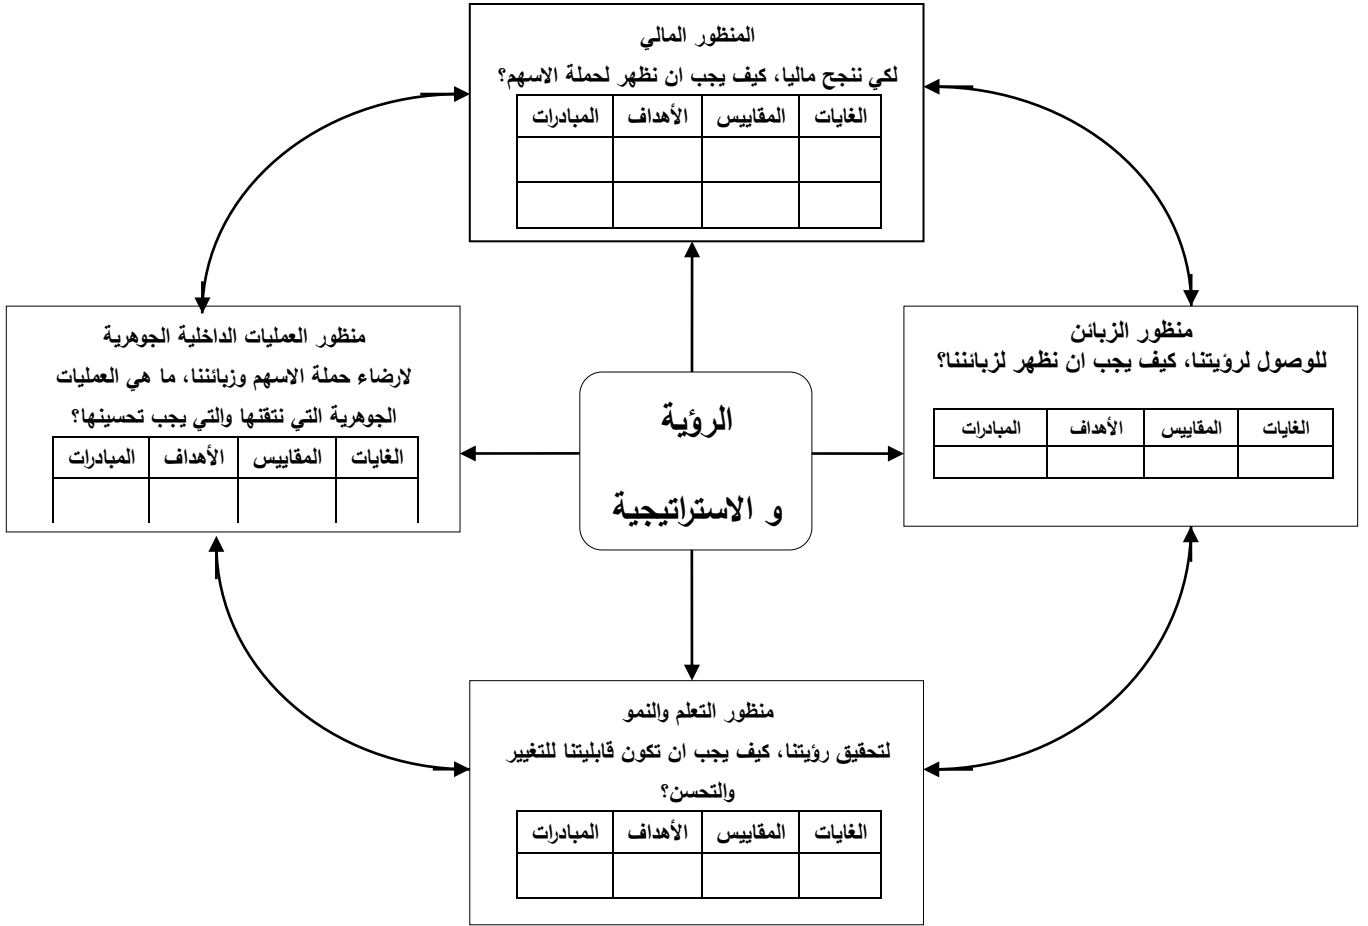 المنظور المالي
لكي ننجح ماليا، كيف يجب ان نظهر لحملة الاسهم؟
الغايات المقاييس الأهداف المبادرات
منظور الزبائن
للوصول لرؤيتنا، كيف يجب ان نظهر لزبائننا؟
الغايات المقاييس الأهداف المبادرات
الرؤية
و الاستراتيجية
منظور العمليات الداخلية الجوهرية
لارضاء حملة الاسهم وزبائننا، ما هي العمليات
الجوهرية التي نتقنها والتي يجب تحسينها؟
الغايات المقاييس الأهداف المبادرات
منظور التعلم والنمو
لتحقيق رؤيتنا، كيف يجب ان تكون قابليتنا للتغيير
والتحسن؟
الغايات المقاييس الأهداف المبادرات